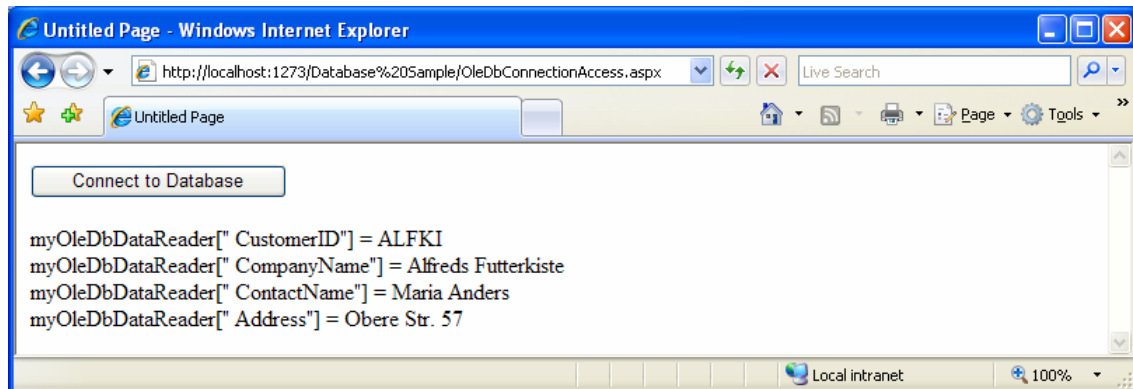 Untitled Page - Windows Internet Explorer
http://localhost:1273/Database%20Sample/OleDbConnectionAccess.aspx Live Search
Untitled Page Page Tools »
Connect to Database
myOleDbDataReader[" CustomerID"] = ALFKI
myOleDbDataReader[" CompanyName"] = Alfreds Futterkiste
myOleDbDataReader[" ContactName"] = Maria Anders
myOleDbDataReader[" Address"] = Obere Str. 57
Local intranet 100%